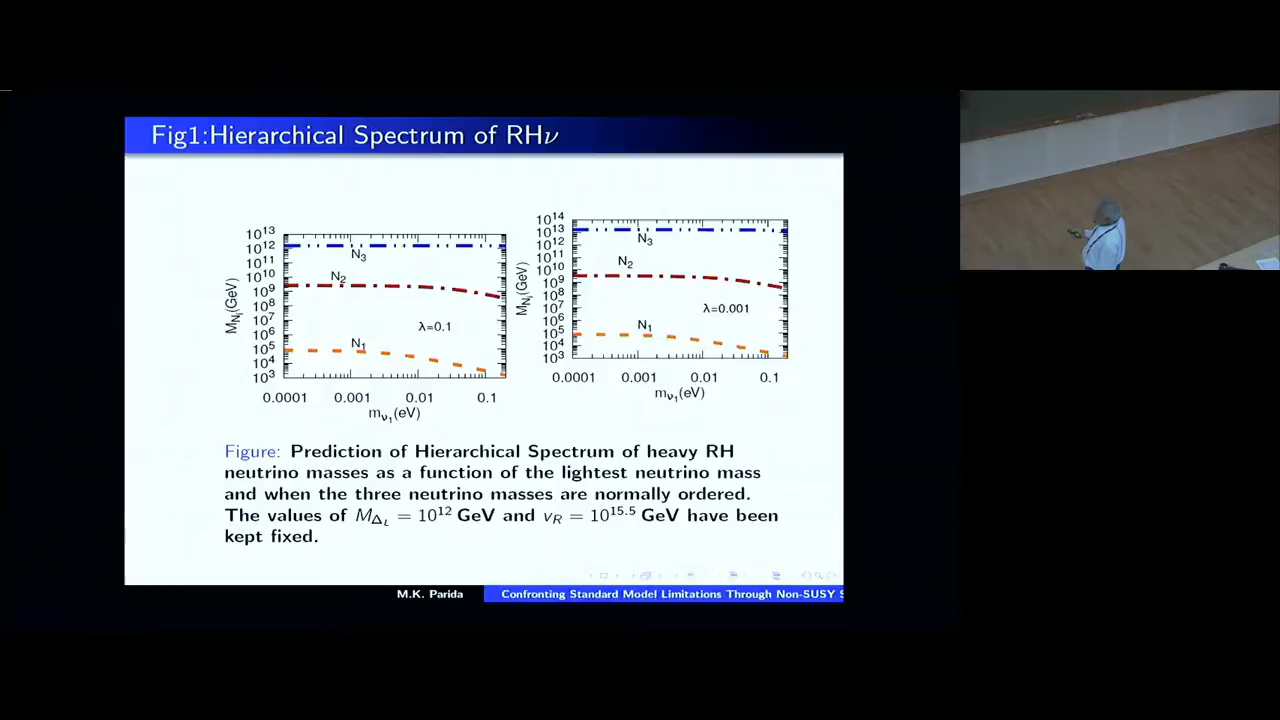 Fig1:Hierarchical Spectrum of RHν
10¹³
10¹²
10¹¹
10¹⁰
10⁹
10⁸
10⁷
10⁶
10⁵
10⁴
10³
M_Nᵢ(GeV)
N₃
N₂
λ=0.1
N₁
0.0001 0.001 0.01 0.1
m_ν₁(eV)
10¹⁴
10¹³
10¹²
10¹¹
10¹⁰
10⁹
10⁸
10⁷
10⁶
10⁵
10⁴
10³
M_Nᵢ(GeV)
N₃
N₂
λ=0.001
N₁
0.0001 0.001 0.01 0.1
m_ν₁(eV)
Figure: Prediction of Hierarchical Spectrum of heavy RH
neutrino masses as a function of the lightest neutrino mass
and when the three neutrino masses are normally ordered.
The values of M_Δ_L = 10¹² GeV and v_R = 10¹⁵·⁵ GeV have been
kept fixed.
M.K. Parida Confronting Standard Model Limitations Through Non-SUSY S